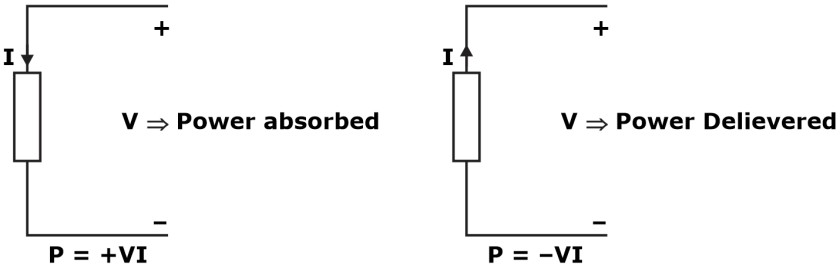 +
I
V ⇒ Power absorbed
–
P = +VI
+
I
V ⇒ Power Delievered
–
P = –VI